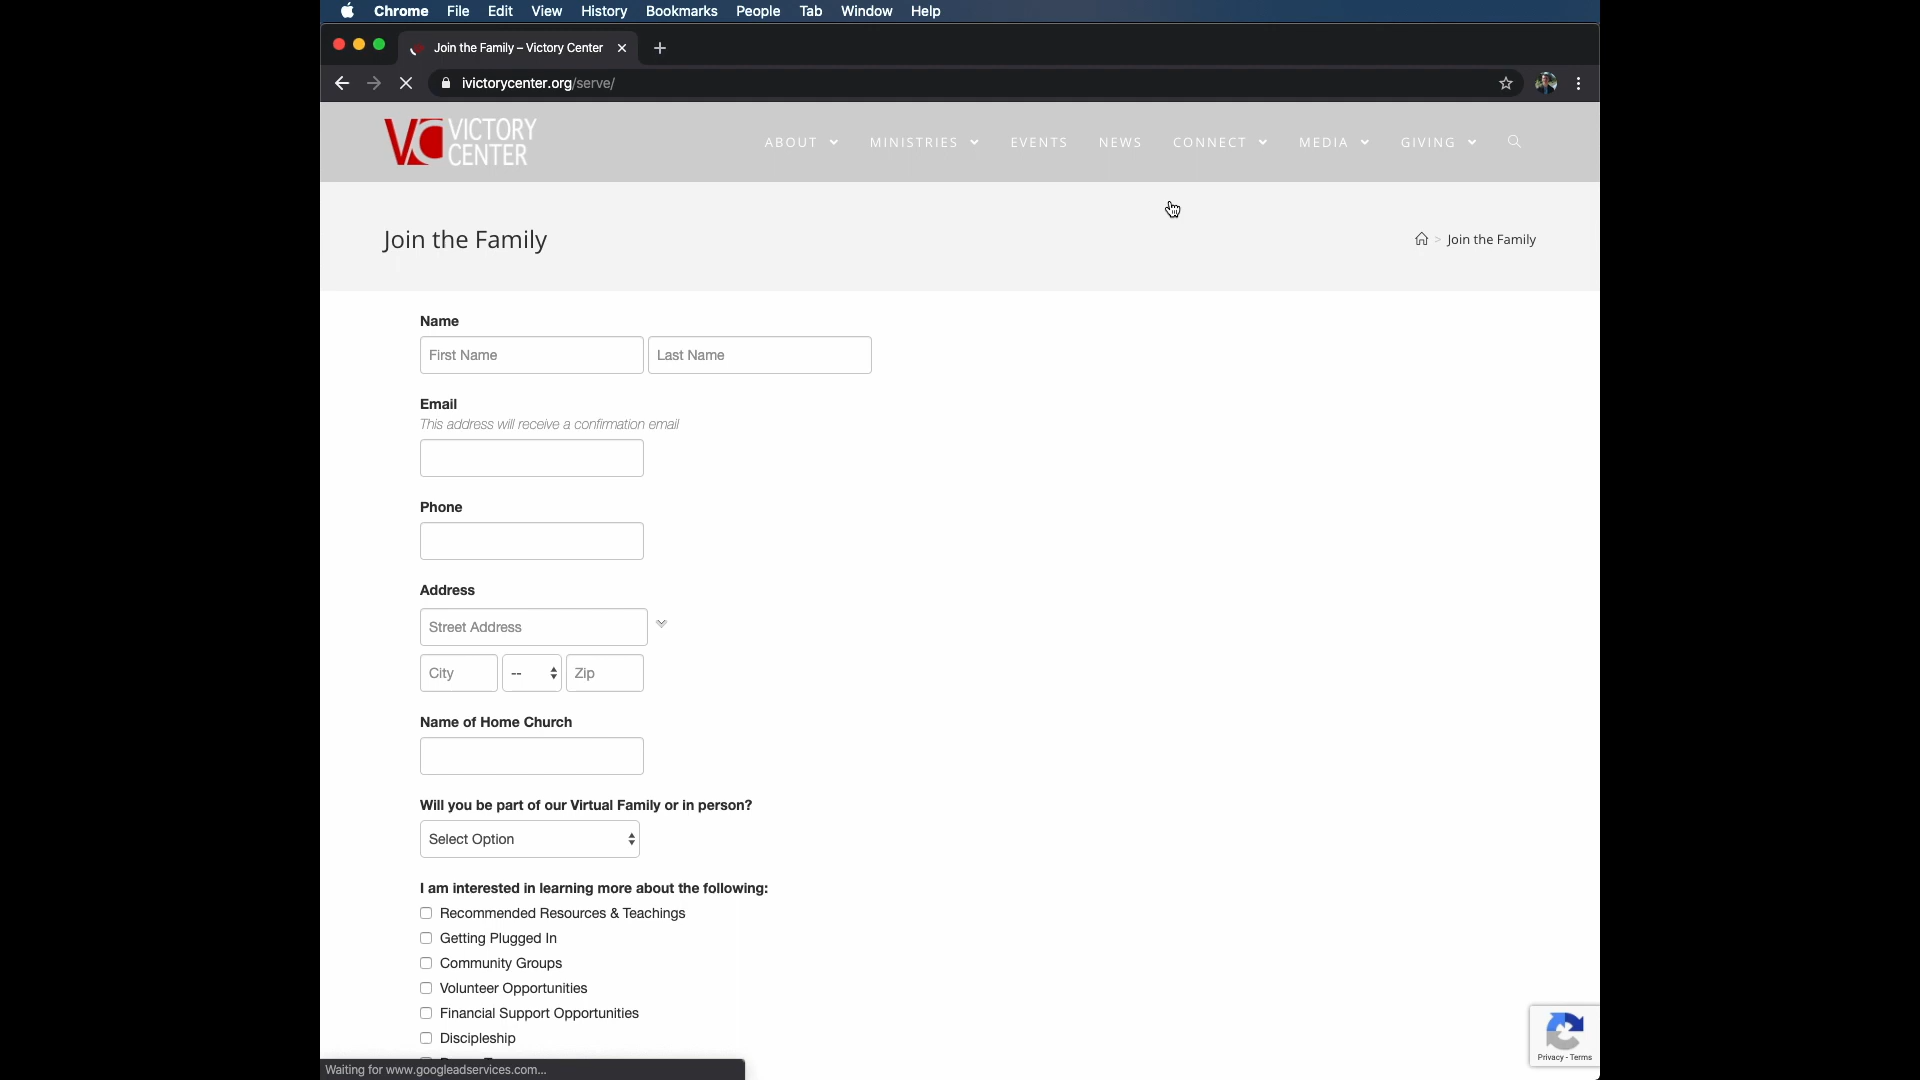 Chrome File Edit View History Bookmarks People Tab Window Help
Join the Family – Victory Center
ivictorycenter.org/serve/
VC VICTORY CENTER
ABOUT MINISTRIES EVENTS NEWS CONNECT MEDIA GIVING
Join the Family
> Join the Family
Name
First Name Last Name
Email
This address will receive a confirmation email
Phone
Address
Street Address
City -- Zip
Name of Home Church
Will you be part of our Virtual Family or in person?
Select Option
I am interested in learning more about the following:
Recommended Resources & Teachings
Getting Plugged In
Community Groups
Volunteer Opportunities
Financial Support Opportunities
Discipleship
Privacy - Terms
Waiting for www.googleadservices.com...